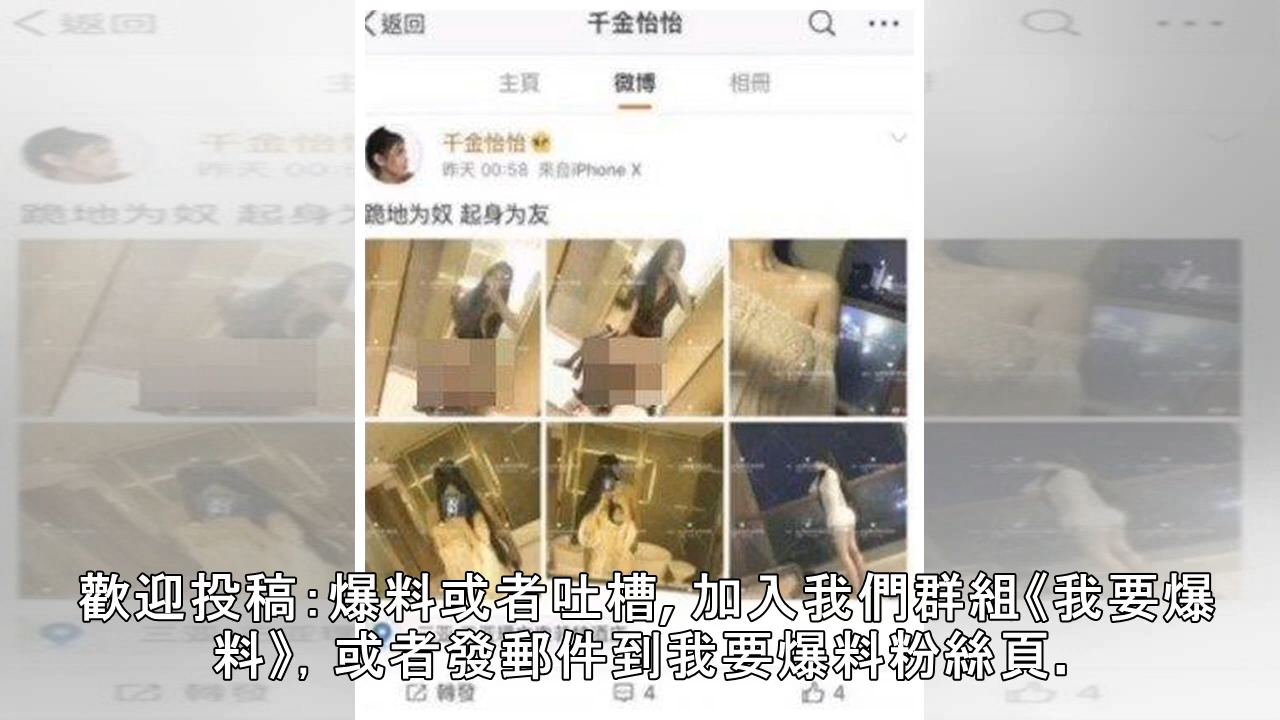 返回
千金怡怡
主頁 微博 相冊
千金怡怡
昨天 00:58 來自iPhone X
跪地为奴 起身为友
歡迎投稿:爆料或者吐槽, 加入我們群組《我要爆
料》, 或者發郵件到我要爆料粉絲頁.
轉發 4 4